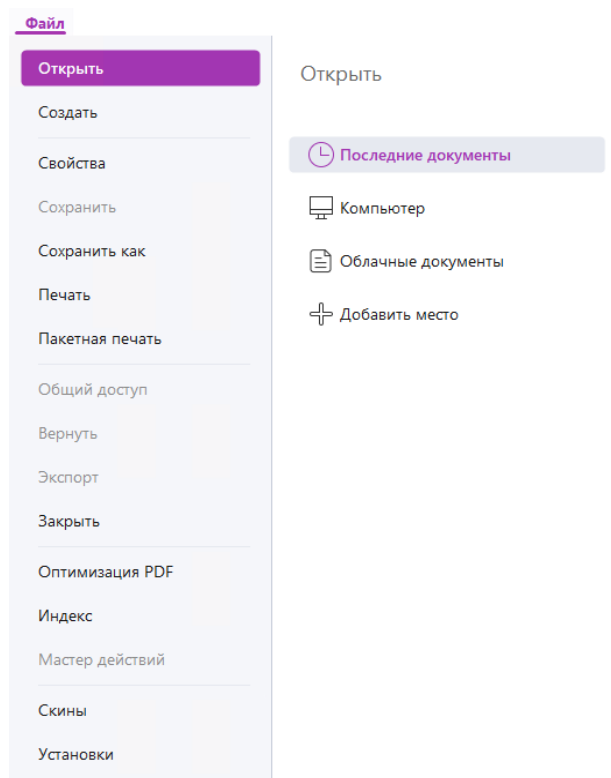 Файл
Открыть
Создать
Свойства
Сохранить
Сохранить как
Печать
Пакетная печать
Общий доступ
Вернуть
Экспорт
Закрыть
Оптимизация PDF
Индекс
Мастер действий
Скины
Установки
Открыть
Последние документы
Компьютер
Облачные документы
Добавить место